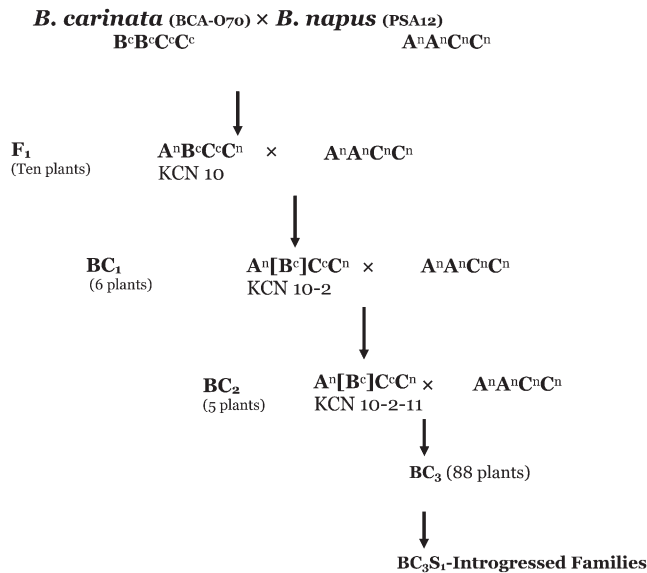 B. carinata (BCA-O70) × B. napus (PSA12)
BᶜBᶜCᶜCᶜ AⁿAⁿCⁿCⁿ
F₁ AⁿBᶜCᶜCⁿ × AⁿAⁿCⁿCⁿ
(Ten plants) KCN 10
BC₁ Aⁿ[Bᶜ]CᶜCⁿ × AⁿAⁿCⁿCⁿ
(6 plants) KCN 10-2
BC₂ Aⁿ[Bᶜ]CᶜCⁿ × AⁿAⁿCⁿCⁿ
(5 plants) KCN 10-2-11
BC₃ (88 plants)
BC₃S₁-Introgressed Families